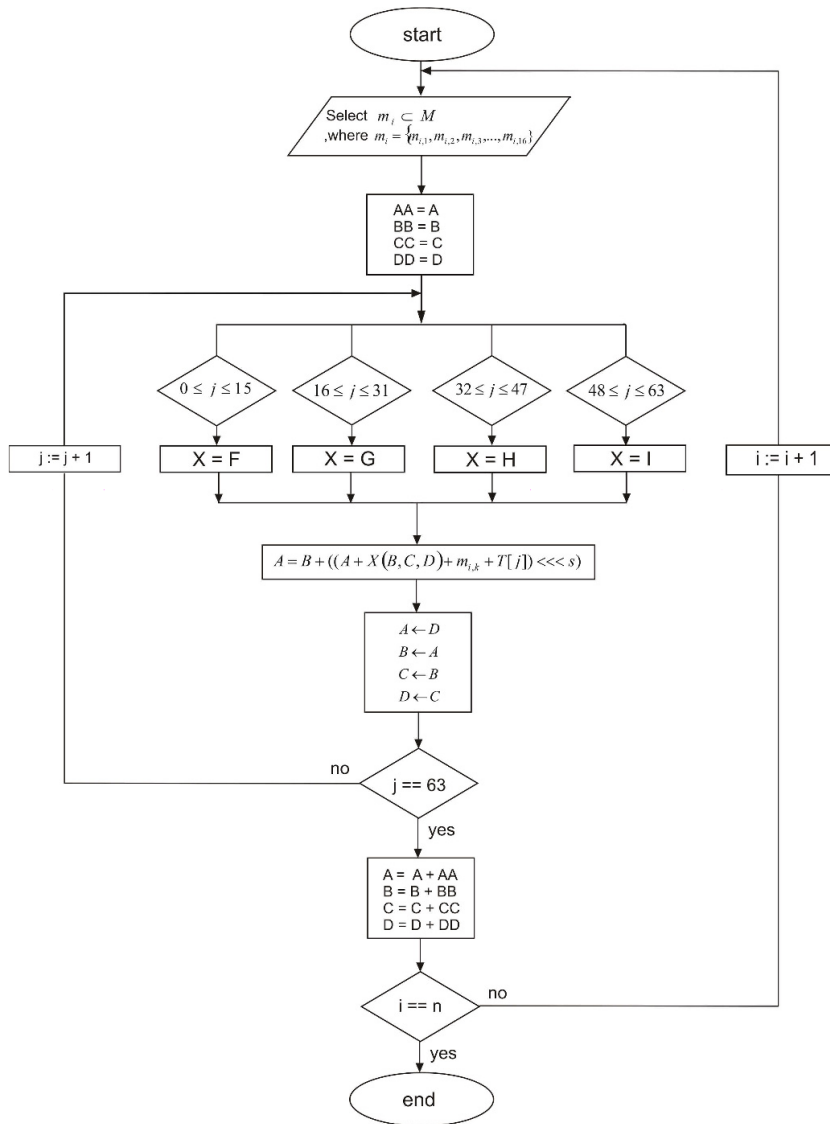 start
Select m_i ⊂ M
,where m_i = {m_{i,1}, m_{i,2}, m_{i,3}, ..., m_{i,16}}
AA = A
BB = B
CC = C
DD = D
0 ≤ j ≤ 15
16 ≤ j ≤ 31
32 ≤ j ≤ 47
48 ≤ j ≤ 63
j := j + 1
X = F
X = G
X = H
X = I
i := i + 1
A = B + ((A + X(B, C, D) + m_{i,k} + T[j]) <<< s)
A ← D
B ← A
C ← B
D ← C
no
j == 63
yes
A = A + AA
B = B + BB
C = C + CC
D = D + DD
i == n
no
yes
end